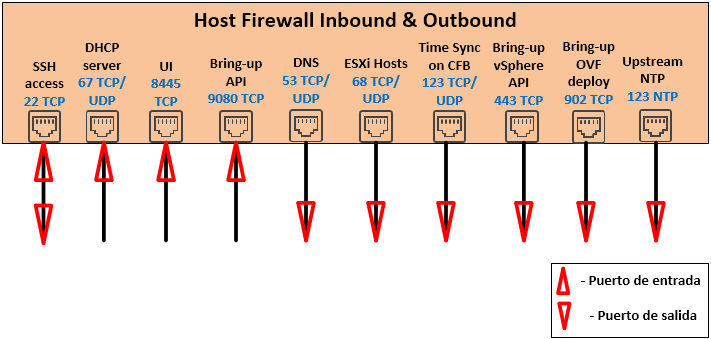 Host Firewall Inbound & Outbound
SSH
access
22 TCP
DHCP
server
67 TCP/
UDP
UI
8445
TCP
Bring-up
API
9080 TCP
DNS
53 TCP/
UDP
ESXi Hosts
68 TCP/
UDP
Time Sync
on CFB
123 TCP/
UDP
Bring-up
vSphere
API
443 TCP
Bring-up
OVF
deploy
902 TCP
Upstream
NTP
123 NTP
- Puerto de entrada
- Puerto de salida